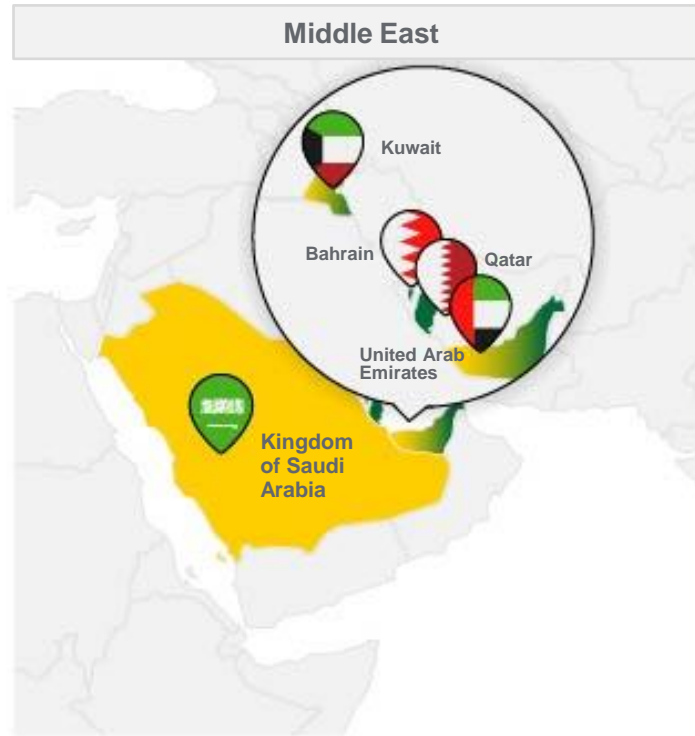 Middle East
Kuwait
Bahrain
Qatar
United Arab
Emirates
Kingdom
of Saudi
Arabia